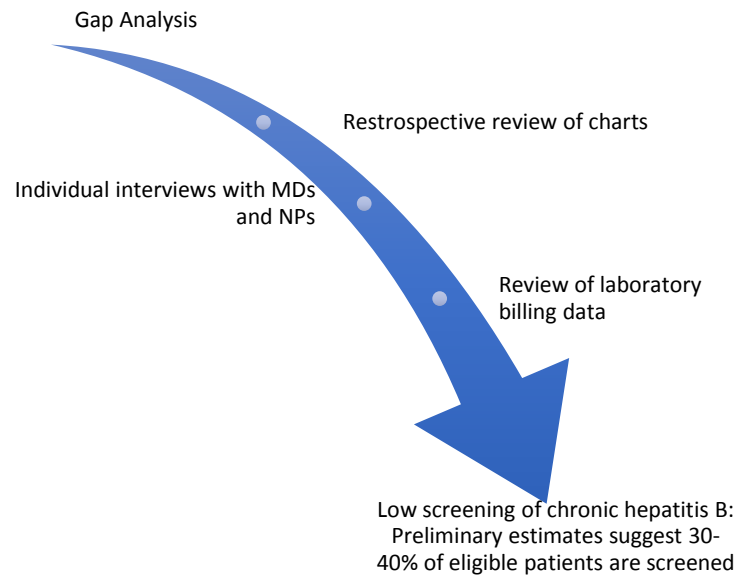 Gap Analysis
Restrospective review of charts
Individual interviews with MDs
and NPs
Review of laboratory
billing data
Low screening of chronic hepatitis B:
Preliminary estimates suggest 30-
40% of eligible patients are screened